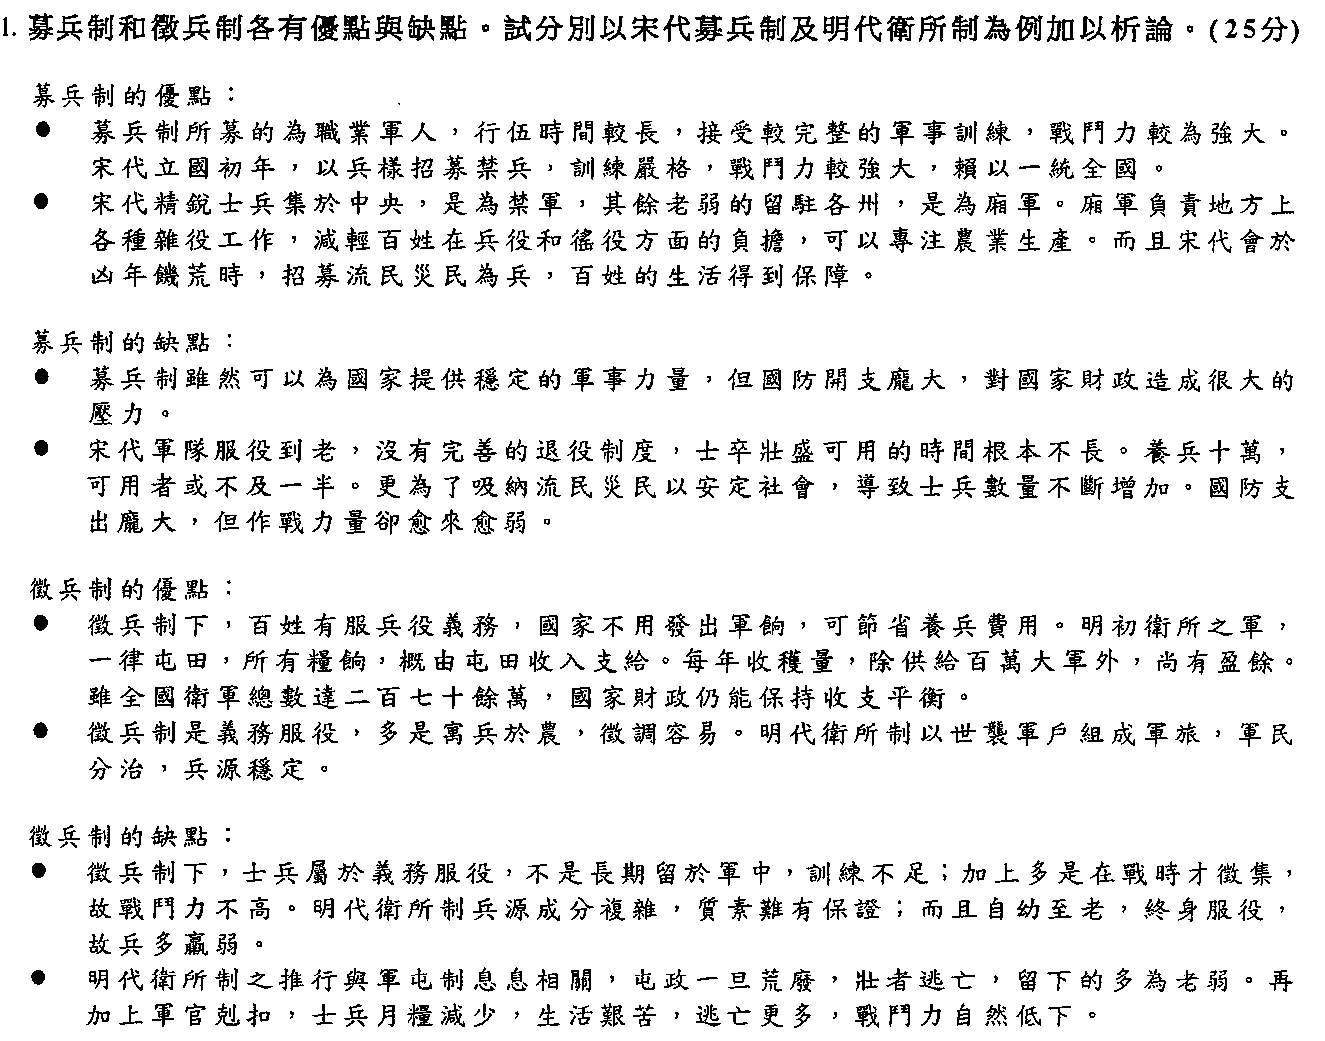 1. 募兵制和徵兵制各有優點與缺點。試分別以宋代募兵制及明代衛所制為例加以析論。(25分)
募兵制的優點：
● 募兵制所募的為職業軍人，行伍時間較長，接受較完整的軍事訓練，戰鬥力較為強大。
宋代立國初年，以兵樣招募禁兵，訓練嚴格，戰鬥力較強大，賴以一統全國。
● 宋代精銳士兵集於中央，是為禁軍，其餘老弱的留駐各州，是為廂軍。廂軍負責地方上
各種雜役工作，減輕百姓在兵役和徭役方面的負擔，可以專注農業生產。而且宋代會於
凶年饑荒時，招募流民災民為兵，百姓的生活得到保障。
募兵制的缺點：
● 募兵制雖然可以為國家提供穩定的軍事力量，但國防開支龐大，對國家財政造成很大的
壓力。
● 宋代軍隊服役到老，沒有完善的退役制度，士卒壯盛可用的時間根本不長。養兵十萬，
可用者或不及一半。更為了吸納流民災民以安定社會，導致士兵數量不斷增加。國防支
出龐大，但作戰力量卻愈來愈弱。
徵兵制的優點：
● 徵兵制下，百姓有服兵役義務，國家不用發出軍餉，可節省養兵費用。明初衛所之軍，
一律屯田，所有糧餉，概由屯田收入支給。每年收穫量，除供給百萬大軍外，尚有盈餘。
雖全國衛軍總數達二百七十餘萬，國家財政仍能保持收支平衡。
● 徵兵制是義務服役，多是寓兵於農，徵調容易。明代衛所制以世襲軍戶組成軍旅，軍民
分治，兵源穩定。
徵兵制的缺點：
● 徵兵制下，士兵屬於義務服役，不是長期留於軍中，訓練不足；加上多是在戰時才徵集，
故戰鬥力不高。明代衛所制兵源成分複雜，質素難有保證；而且自幼至老，終身服役，
故兵多羸弱。
● 明代衛所制之推行與軍屯制息息相關，屯政一旦荒廢，壯者逃亡，留下的多為老弱。再
加上軍官剋扣，士兵月糧減少，生活艱苦，逃亡更多，戰鬥力自然低下。